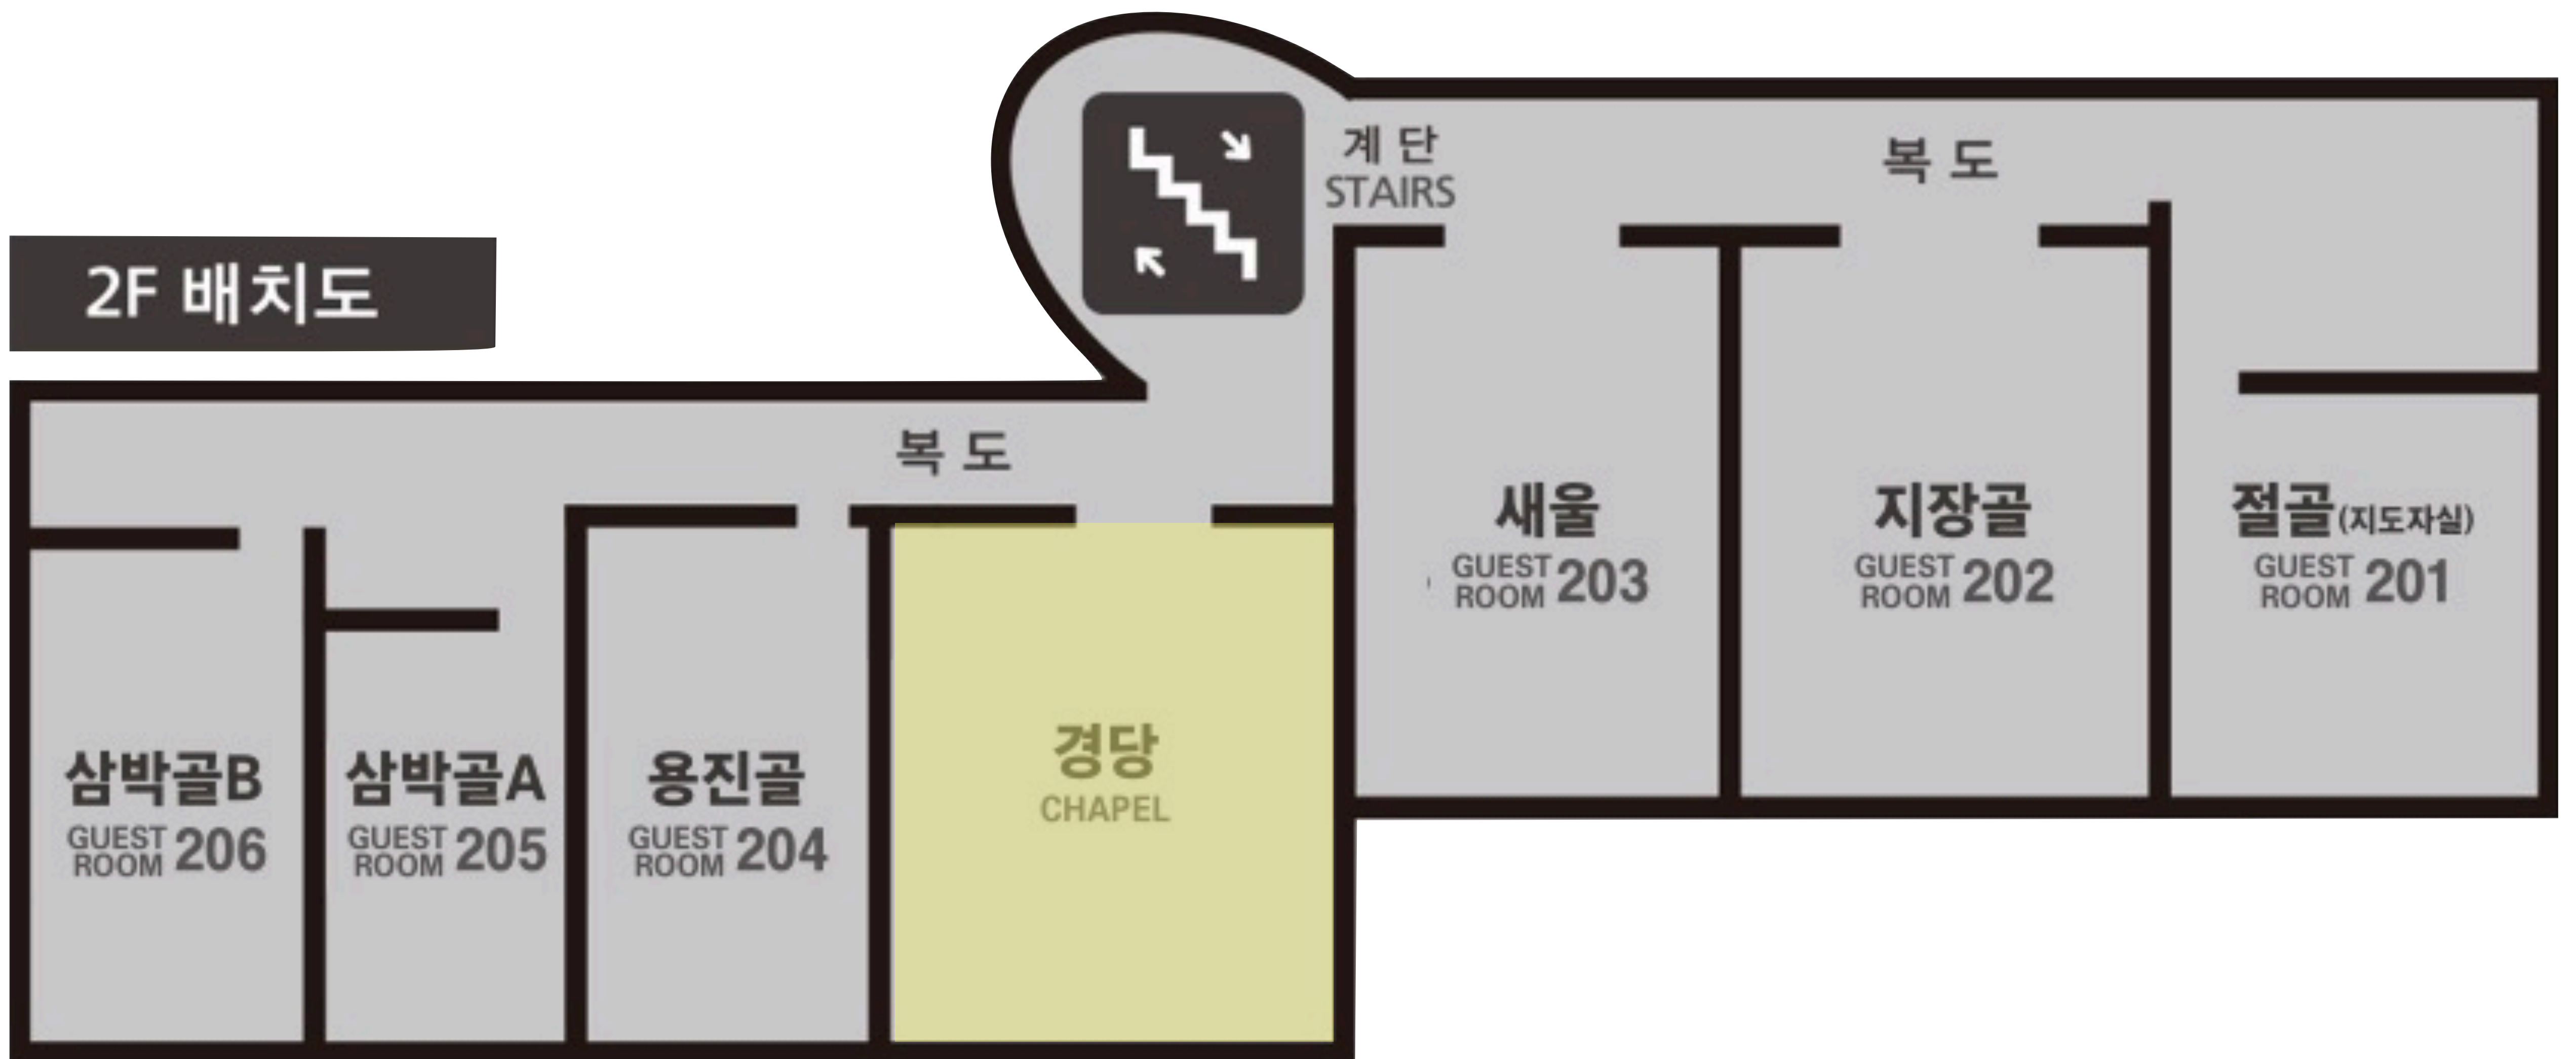 2F 배치도
계 단
STAIRS
복 도
복 도
새울
GUEST ROOM 203
지장골
GUEST ROOM 202
절골(지도자실)
GUEST ROOM 201
삼박골B
GUEST ROOM 206
삼박골A
GUEST ROOM 205
용진골
GUEST ROOM 204
경당
CHAPEL